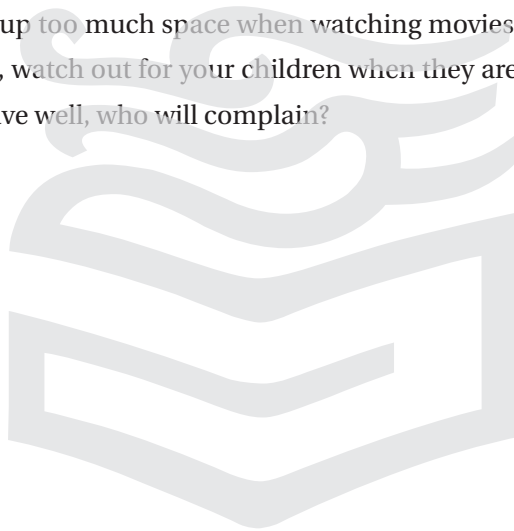 up too much space when watching movies
, watch out for your children when they are
ve well, who will complain?